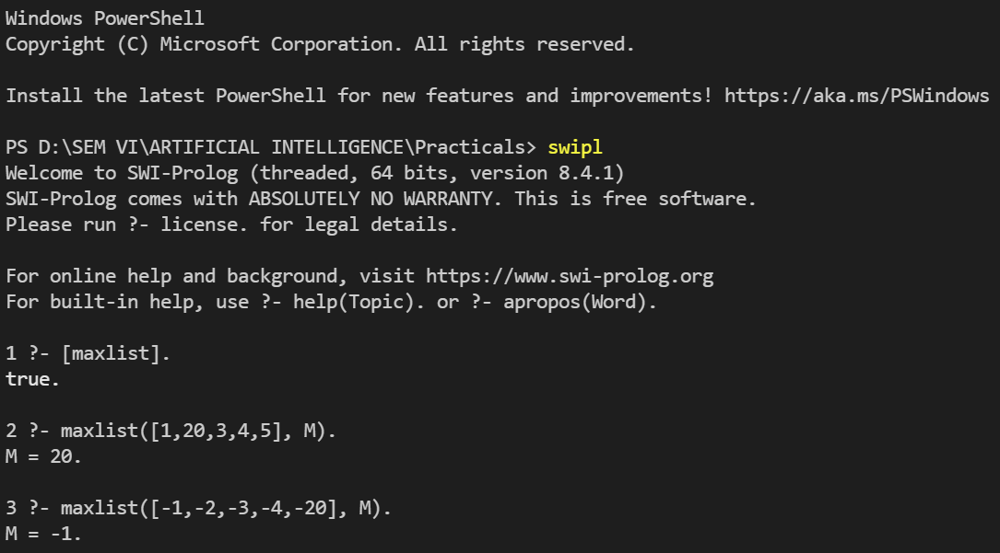 Windows PowerShell
Copyright (C) Microsoft Corporation. All rights reserved.
Install the latest PowerShell for new features and improvements! https://aka.ms/PSWindows
PS D:\SEM VI\ARTIFICIAL INTELLIGENCE\Practicals> swipl
Welcome to SWI-Prolog (threaded, 64 bits, version 8.4.1)
SWI-Prolog comes with ABSOLUTELY NO WARRANTY. This is free software.
Please run ?- license. for legal details.
For online help and background, visit https://www.swi-prolog.org
For built-in help, use ?- help(Topic). or ?- apropos(Word).
1 ?- [maxlist].
true.
2 ?- maxlist([1,20,3,4,5], M).
M = 20.
3 ?- maxlist([-1,-2,-3,-4,-20], M).
M = -1.